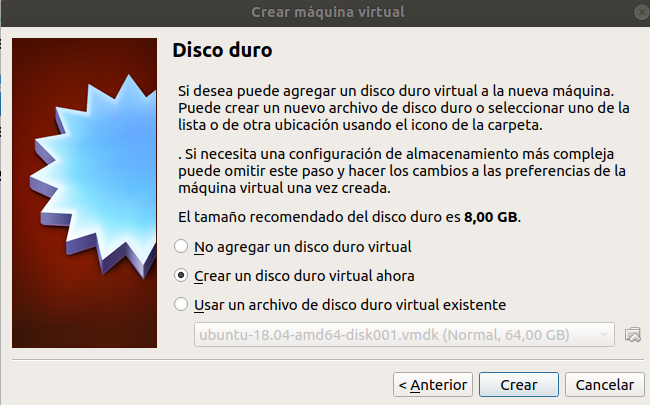 Crear máquina virtual
Disco duro
Si desea puede agregar un disco duro virtual a la nueva máquina.
Puede crear un nuevo archivo de disco duro o seleccionar uno de la
lista o de otra ubicación usando el icono de la carpeta.
. Si necesita una configuración de almacenamiento más compleja
puede omitir este paso y hacer los cambios a las preferencias de la
máquina virtual una vez creada.
El tamaño recomendado del disco duro es 8,00 GB.
No agregar un disco duro virtual
Crear un disco duro virtual ahora
Usar un archivo de disco duro virtual existente
ubuntu-18.04-amd64-disk001.vmdk (Normal, 64,00 GB)
< Anterior
Crear
Cancelar